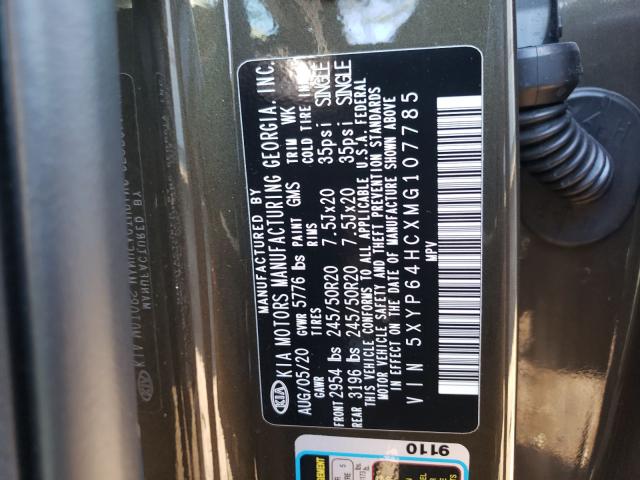 MANUFACTURED BY
KIA KIA MOTORS MANUFACTURING GEORGIA, INC.
AUG/05/20 GVWR 5776 lbs PAINT GMS TRIM WK
GAWR TIRES RIMS COLD TIRE
FRONT 2954 lbs 245/50R20 7.5Jx20 35psi SINGLE
REAR 3196 lbs 245/50R20 7.5Jx20 35psi SINGLE
THIS VEHICLE CONFORMS TO ALL APPLICABLE U.S.A. FEDERAL
MOTOR VEHICLE SAFETY AND THEFT PREVENTION STANDARDS
IN EFFECT ON THE DATE OF MANUFACTURE SHOWN ABOVE.
VIN 5XYP64HCXMG107785
MPV
9110